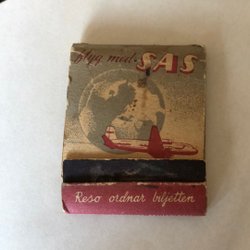 Flyg med SAS
Reso ordnar biljetten